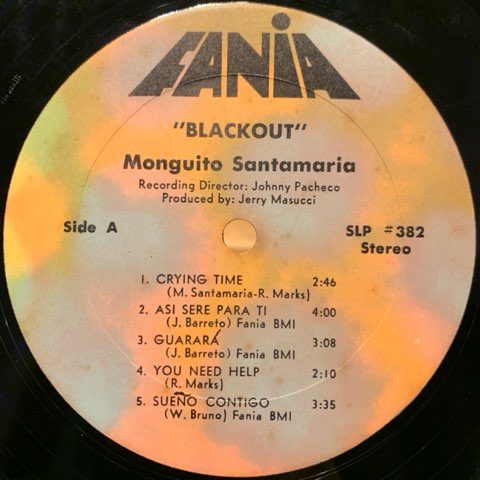 FANIA
"BLACKOUT"
Monguito Santamaria
Recording Director: Johnny Pacheco
Produced by: Jerry Masucci
Side A
SLP #382
Stereo
1. CRYING TIME 2:46
(M. Santamaria-R. Marks)
2. ASI SERE PARA TI 4:00
(J. Barreto) Fania BMI
3. GUARARÁ 3:08
(J. Barreto) Fania BMI
4. YOU NEED HELP 2:10
(R. Marks)
5. SUEÑO CONTIGO 3:35
(W. Bruno) Fania BMI